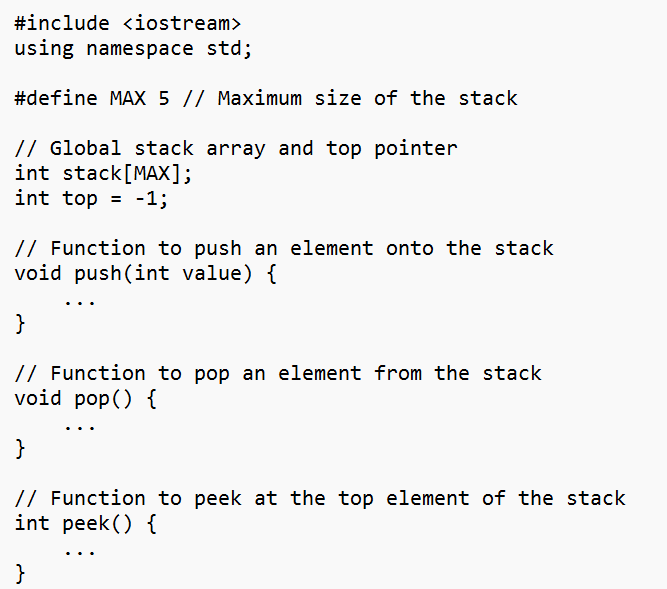 #include <iostream>
using namespace std;
#define MAX 5 // Maximum size of the stack
// Global stack array and top pointer
int stack[MAX];
int top = -1;
// Function to push an element onto the stack
void push(int value) {
    ...
}
// Function to pop an element from the stack
void pop() {
    ...
}
// Function to peek at the top element of the stack
int peek() {
    ...
}